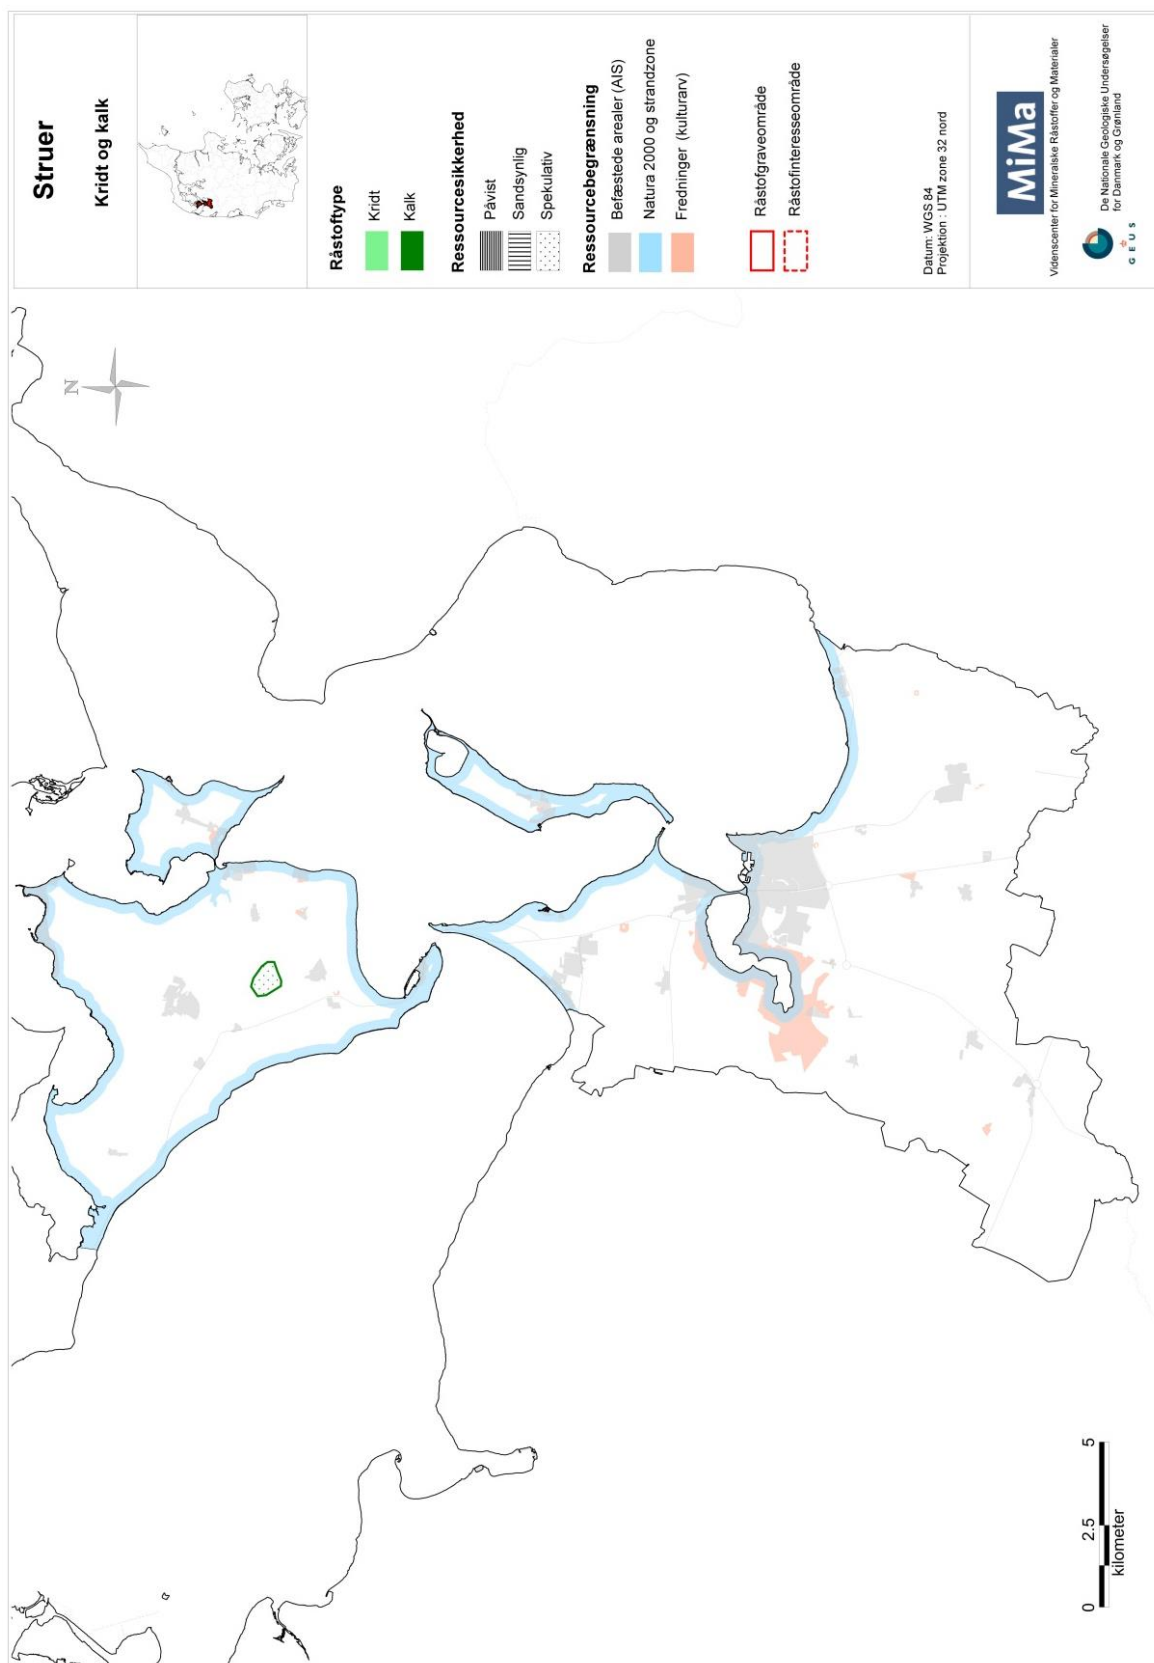 Struer
Kridt og kalk
Råstoftype
Kridt
Kalk
Ressourcesikkerhed
Påvist
Sandsynlig
Spekulativ
Ressourcebegrænsning
Befæstede arealer (AIS)
Natura 2000 og strandzone
Fredninger (kulturarv)
Råstofgraveområde
Råstofinteresseområde
Datum: WGS 84
Projektion : UTM zone 32 nord
MiMa
Videnscenter for Mineralske Råstoffer og Materialer
G E U S
De Nationale Geologiske Undersøgelser
for Danmark og Grønland
N
0 2.5 5
kilometer